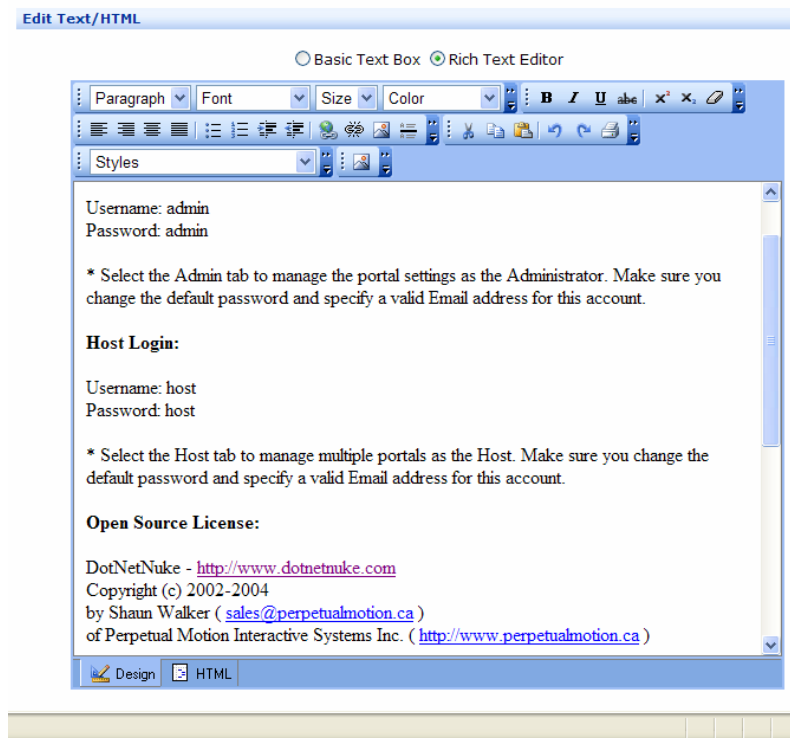 Edit Text/HTML
Basic Text Box Rich Text Editor
Paragraph Font Size Color B I U abc x² x₂
Styles
Username: admin
Password: admin
* Select the Admin tab to manage the portal settings as the Administrator. Make sure you
change the default password and specify a valid Email address for this account.
Host Login:
Username: host
Password: host
* Select the Host tab to manage multiple portals as the Host. Make sure you change the
default password and specify a valid Email address for this account.
Open Source License:
DotNetNuke - http://www.dotnetnuke.com
Copyright (c) 2002-2004
by Shaun Walker ( sales@perpetualmotion.ca )
of Perpetual Motion Interactive Systems Inc. ( http://www.perpetualmotion.ca )
Design HTML